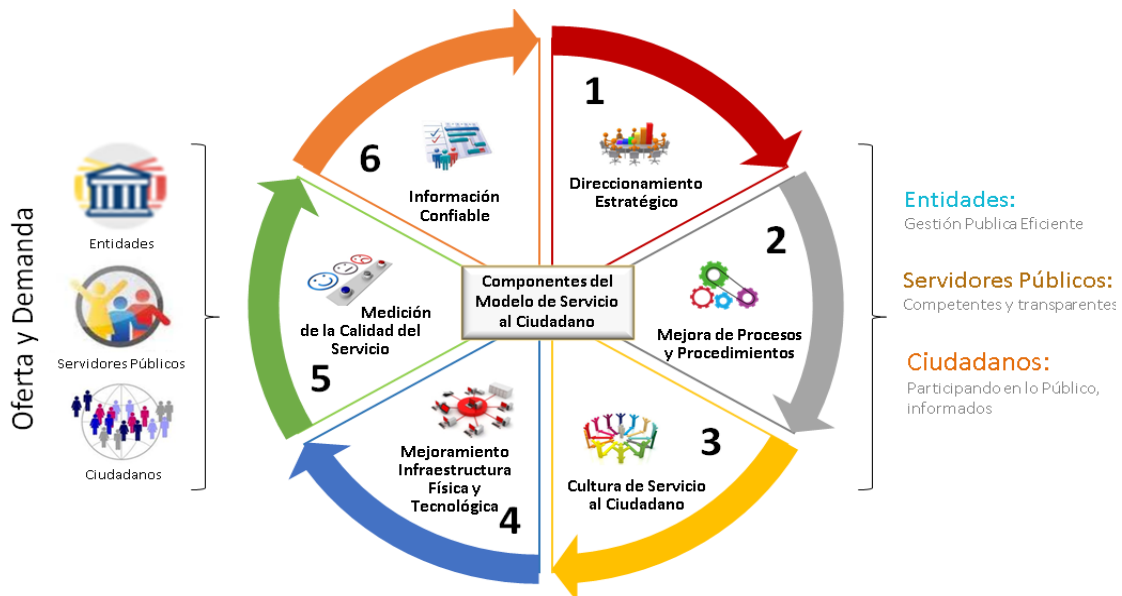 Oferta y Demanda
Entidades
Servidores Públicos
Ciudadanos
1
Direccionamiento
Estratégico
2
Mejora de Procesos
y Procedimientos
3
Cultura de Servicio
al Ciudadano
4
Mejoramiento
Infraestructura
Física y
Tecnológica
5
Medición
de la Calidad del
Servicio
6
Información
Confiable
Componentes del
Modelo de Servicio
al Ciudadano
Entidades:
Gestión Publica Eficiente
Servidores Públicos:
Competentes y transparentes
Ciudadanos:
Participando en lo Público,
informados